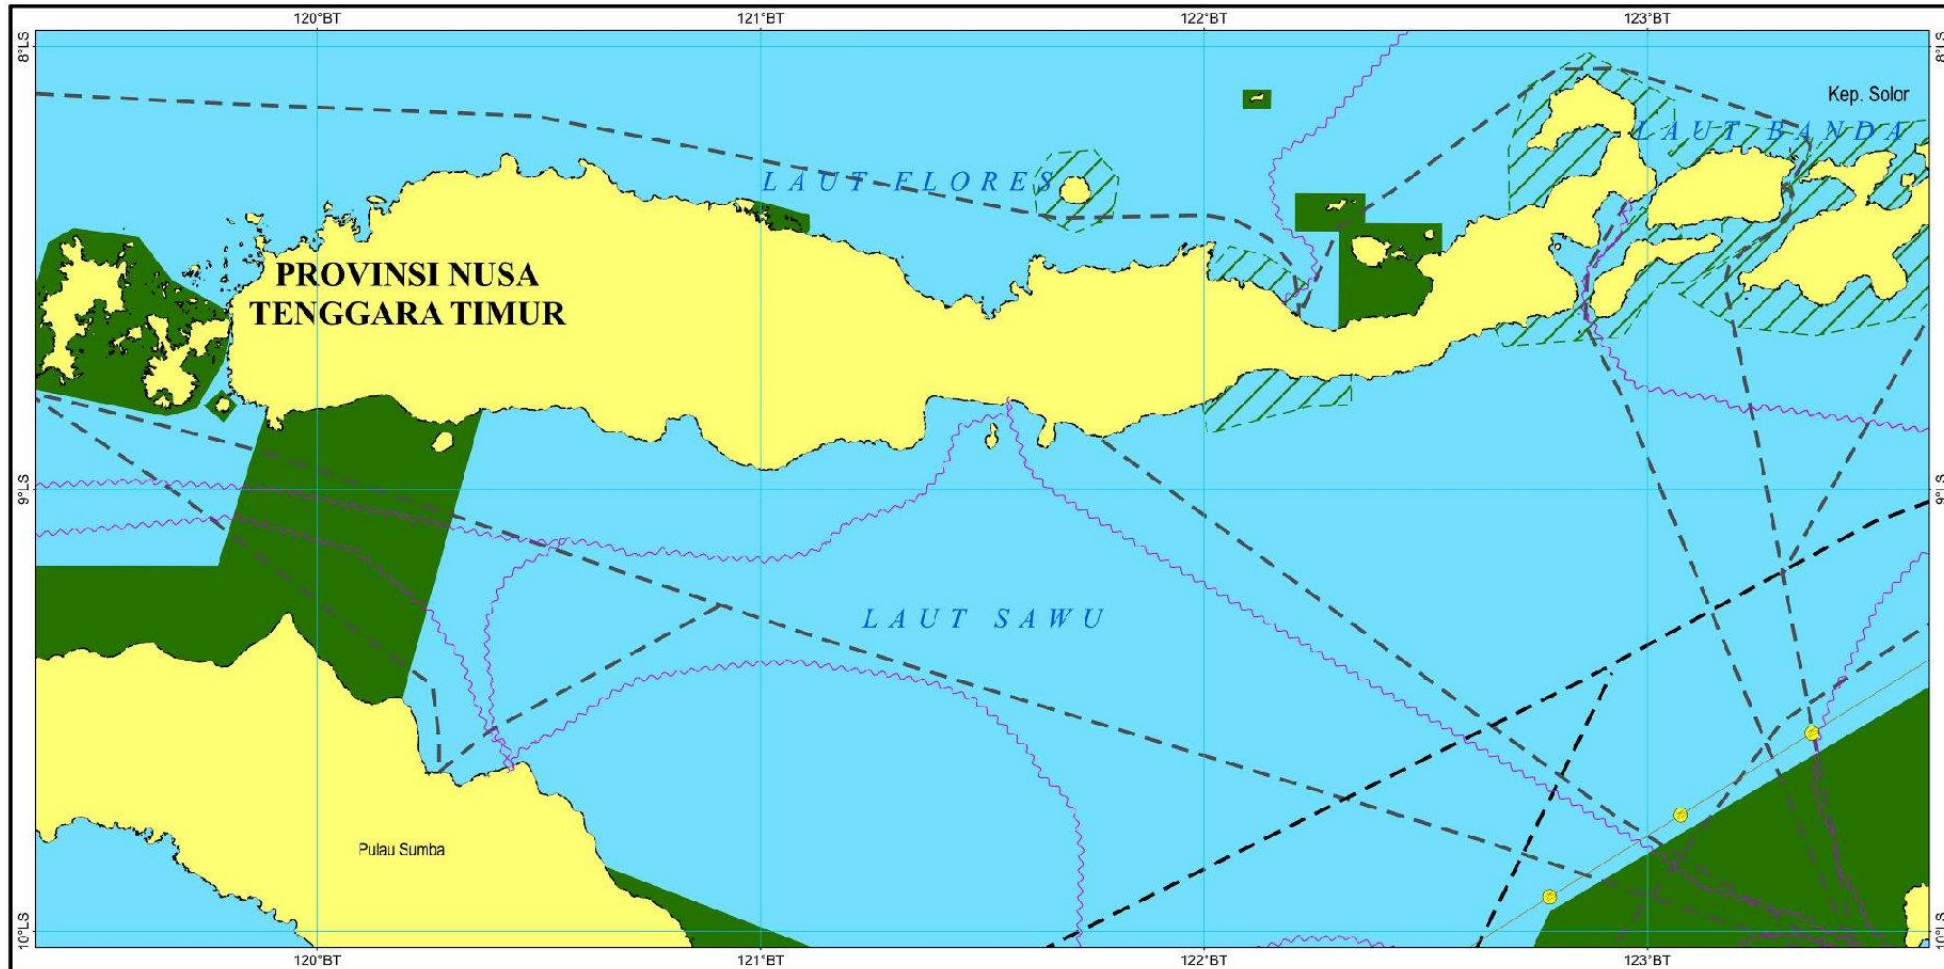 120°BT
121°BT
122°BT
123°BT
8°LS
8°LS
Kep. Solor
LAUT BANDA
LAUT FLORES
PROVINSI NUSA
TENGGARA TIMUR
9°LS
9°LS
LAUT SAWU
Pulau Sumba
10°LS
10°LS
120°BT
121°BT
122°BT
123°BT